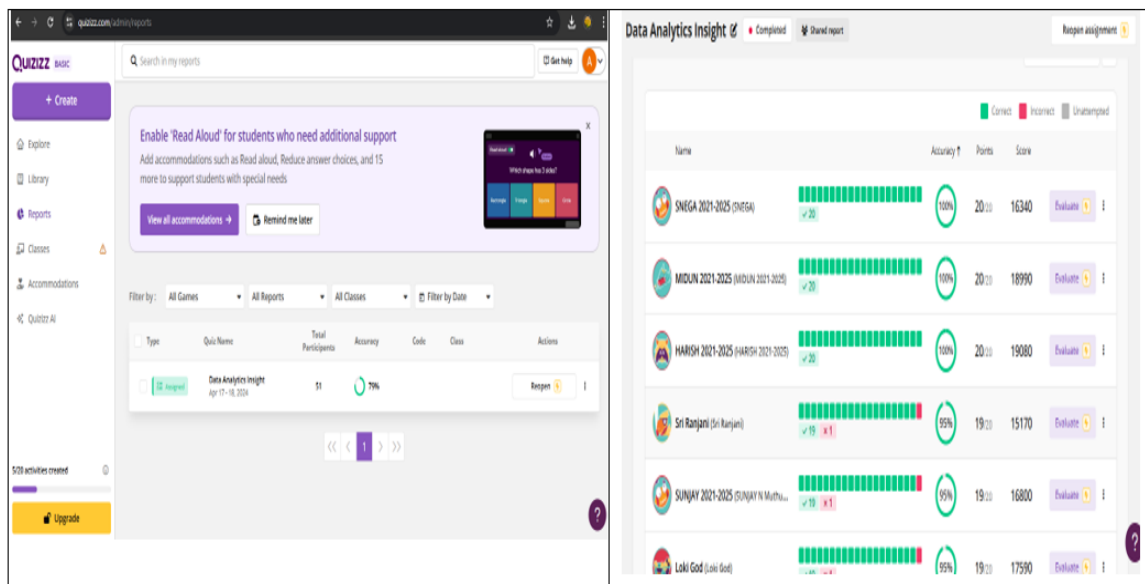 quizizz.com/admin/reports
QUIZIZZ BASIC
Search in my reports
Get help
A
+ Create
Explore
Library
Reports
Classes
Accommodations
Quizizz AI
5/20 activities created
Upgrade
Enable 'Read Aloud' for students who need additional support
Add accommodations such as Read aloud, Reduce answer choices, and 15
more to support students with special needs
View all accommodations →
Remind me later
x
Which shape has 3 sides?
Filter by :
All Games
All Reports
All Classes
Filter by Date
Type
Quiz Name
Total
Participants
Accuracy
Code
Class
Actions
Assigned
Data Analytics Insight
Apr 17 - 18, 2024
51
79%
Reopen
<< < 1 > >>
?
Data Analytics Insight
Completed
Shared report
Reopen assignment
Correct
Incorrect
Unattempted
Name
Accuracy ↑
Points
Score
SNEGA 2021-2025 (SNEGA)
✓ 20
100%
20/20
16340
Evaluate
MIDUN 2021-2025 (MIDUN 2021-2025)
✓ 20
100%
20/20
18990
Evaluate
HARISH 2021-2025 (HARISH 2021-2025)
✓ 20
100%
20/20
19080
Evaluate
Sri Ranjani (Sri Ranjani)
✓ 19 x 1
95%
19/20
15170
Evaluate
SUNJAY 2021-2025 (SUNJAY N Muthu...
✓ 19 x 1
95%
19/20
16800
Evaluate
Loki God (Loki God)
95%
19/20
17590
Evaluate
?